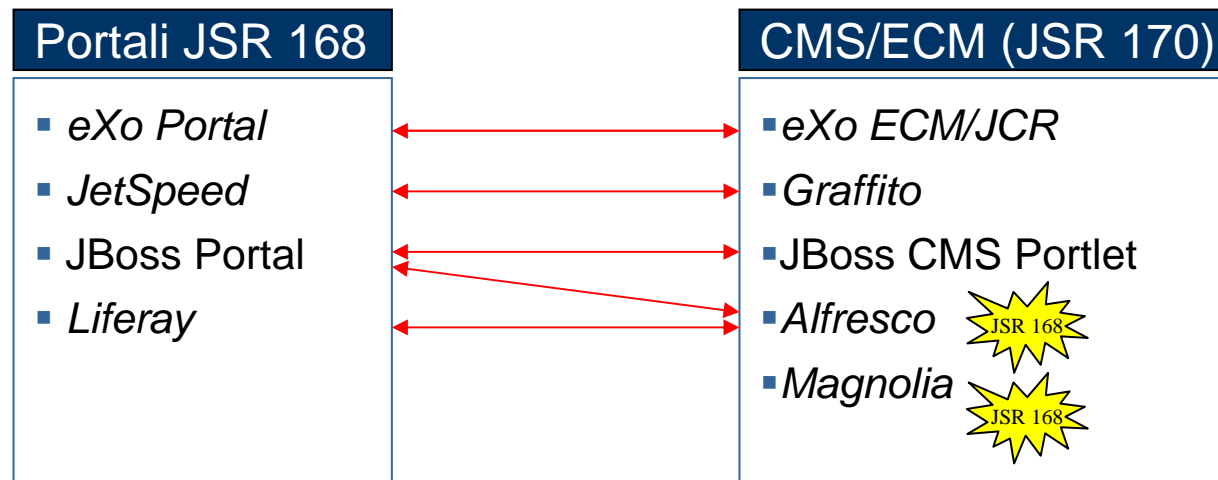 Portali JSR 168
eXo Portal
JetSpeed
JBoss Portal
Liferay
CMS/ECM (JSR 170)
eXo ECM/JCR
Graffito
JBoss CMS Portlet
Alfresco
JSR 168
Magnolia
JSR 168